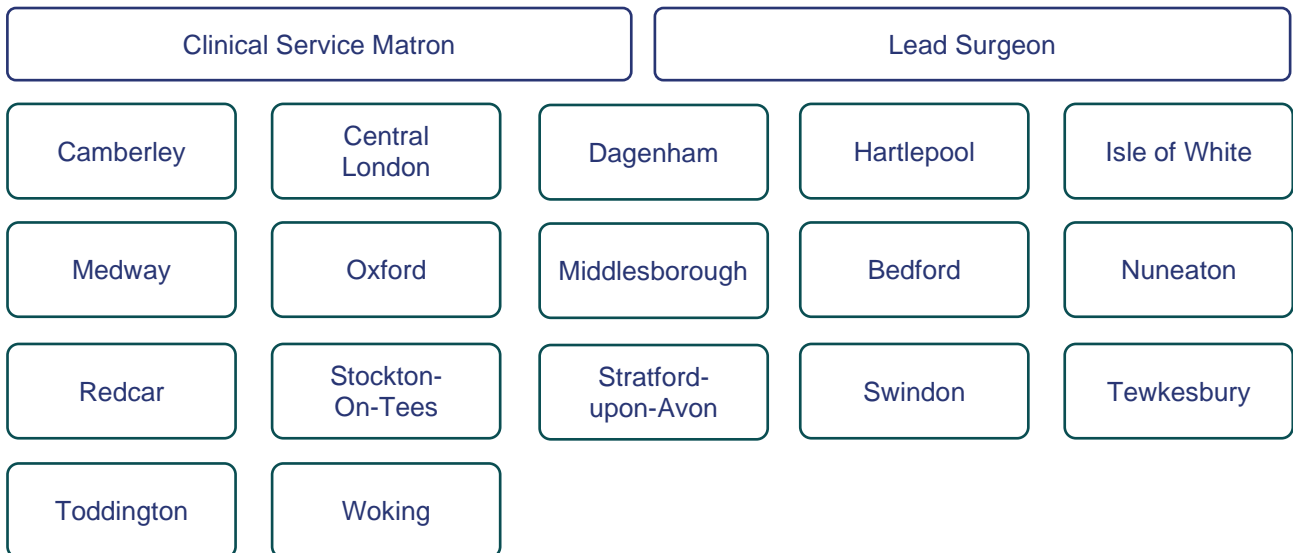 Clinical Service Matron
Lead Surgeon
Camberley
Central
London
Dagenham
Hartlepool
Isle of White
Medway
Oxford
Middlesborough
Bedford
Nuneaton
Redcar
Stockton-
On-Tees
Stratford-
upon-Avon
Swindon
Tewkesbury
Toddington
Woking